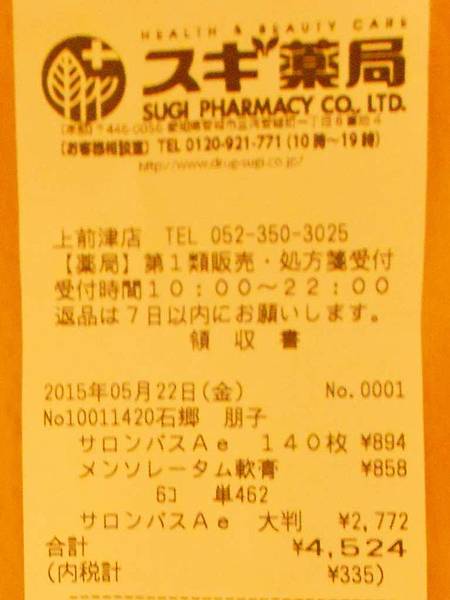 HEALTH & BEAUTY CARE
スギ薬局
SUGI PHARMACY CO., LTD.
〒446-0056
【お客様相談室】 TEL 0120-921-771 (10時〜19時)
http://www.drug-sugi.co.jp/
上前津店 TEL 052-350-3025
【薬局】第1類販売・処方箋受付
受付時間10:00〜22:00
返品は7日以内にお願いします。
領 収 書
2015年05月22日(金) No.0001
No10011420石郷 朋子
サロンパスAe 140枚 ¥894
メンソレータム軟膏 ¥858
6コ 単462
サロンパスAe 大判 ¥2,772
合計 ¥4,524
(内税計 ¥335)